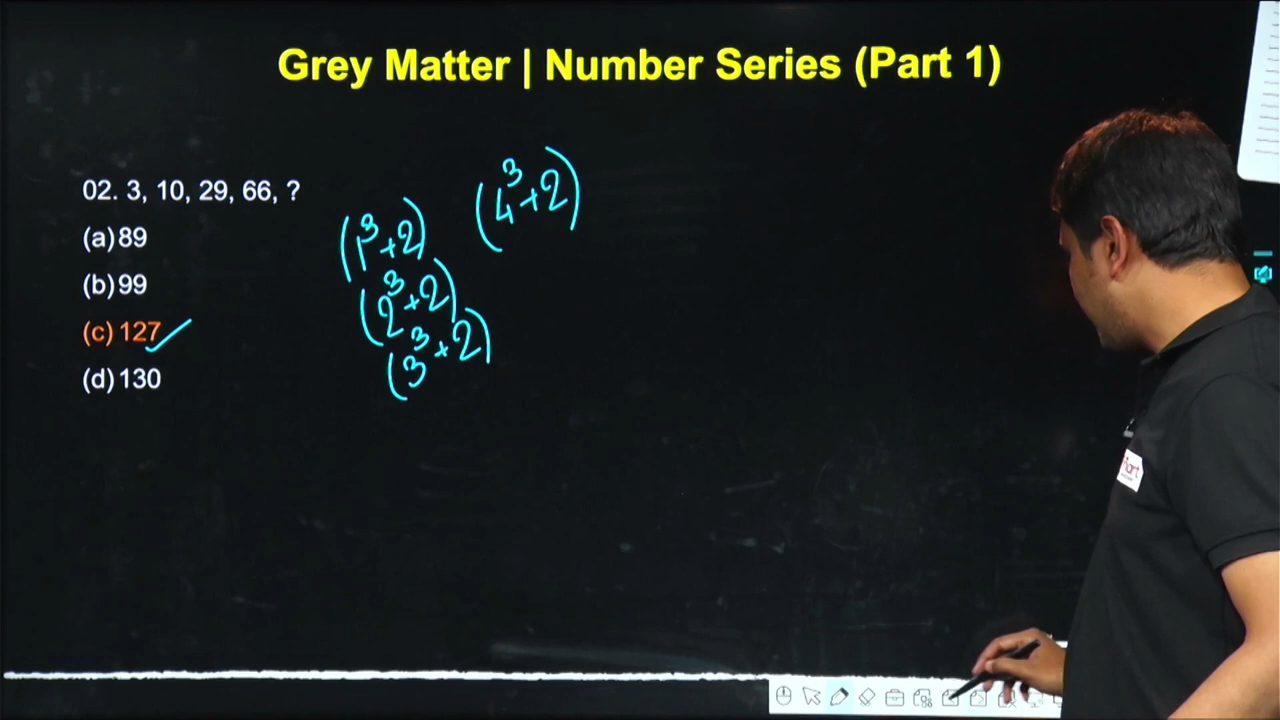 Grey Matter | Number Series (Part 1)
02. 3, 10, 29, 66, ?
(a) 89
(b) 99
(c) 127
(d) 130
(1³+2)
(2³+2)
(3³+2)
(4³+2)